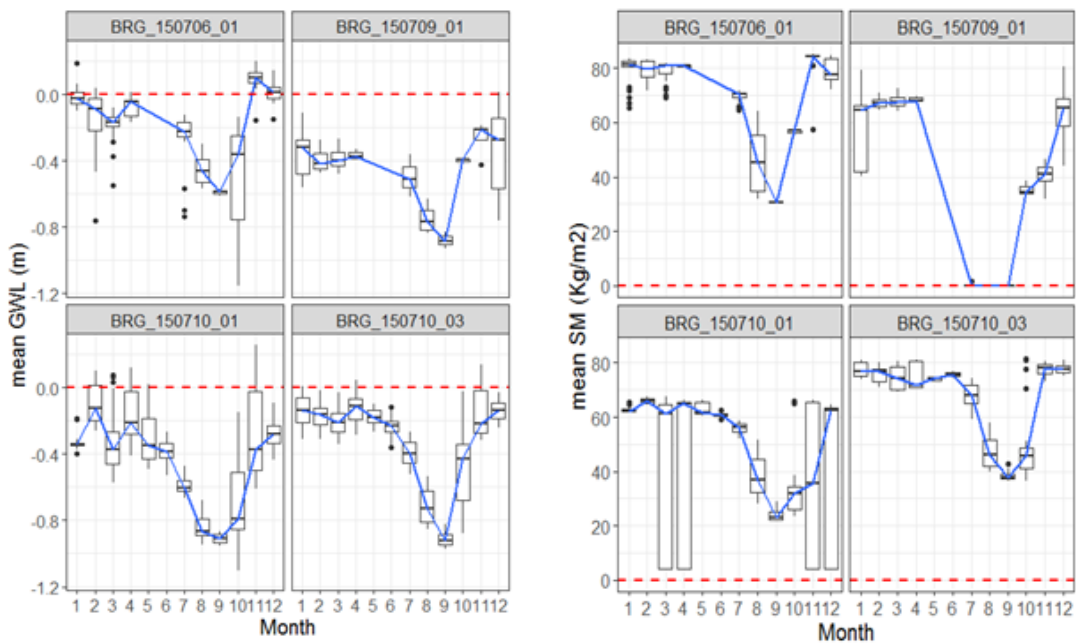 BRG_150706_01 BRG_150709_01
0.0
-0.4
-0.8
-1.2
BRG_150710_01 BRG_150710_03
0.0
-0.4
-0.8
-1.2
1 2 3 4 5 6 7 8 9 10 11 12 1 2 3 4 5 6 7 8 9 10 11 12
Month
mean GWL (m)
BRG_150706_01 BRG_150709_01
80
60
40
20
0
BRG_150710_01 BRG_150710_03
80
60
40
20
0
1 2 3 4 5 6 7 8 9 10 11 12 1 2 3 4 5 6 7 8 9 10 11 12
Month
mean SM (Kg/m2)